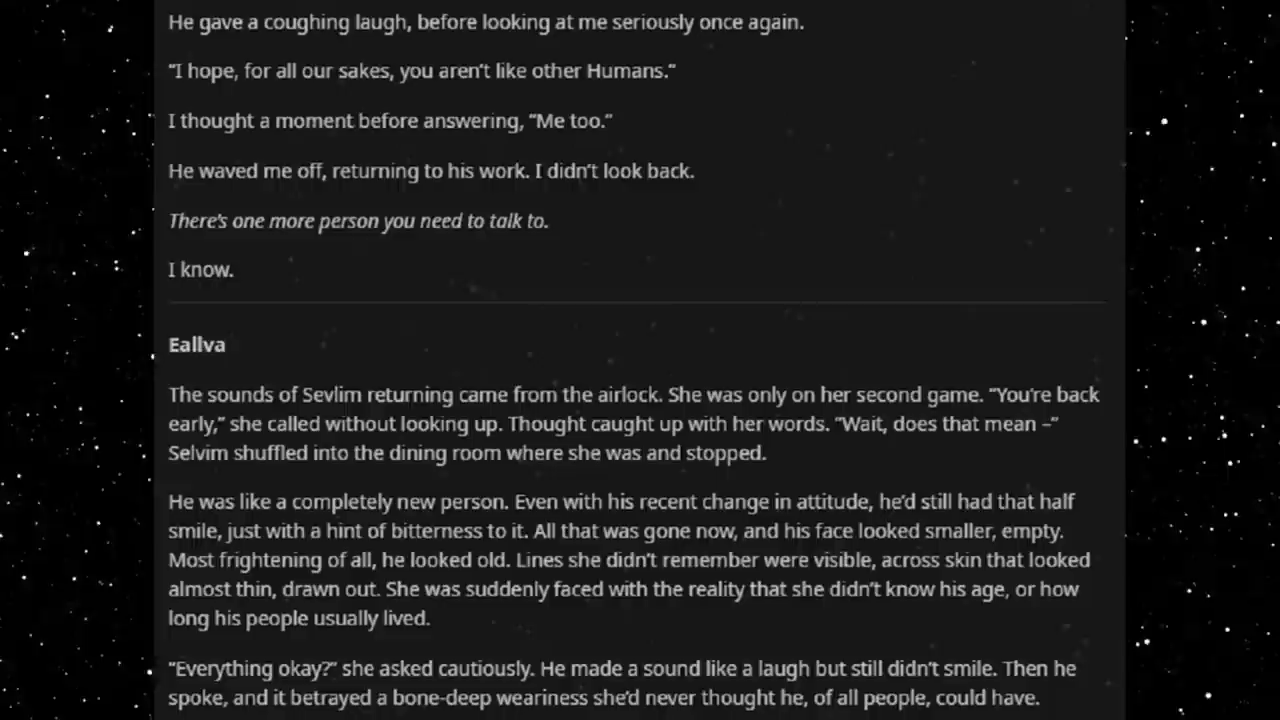 He gave a coughing laugh, before looking at me seriously once again.
“I hope, for all our sakes, you aren’t like other Humans.”
I thought a moment before answering, “Me too.”
He waved me off, returning to his work. I didn’t look back.
There’s one more person you need to talk to.
I know.
Eallva
The sounds of Sevlim returning came from the airlock. She was only on her second game. “You’re back
early,” she called without looking up. Thought caught up with her words. “Wait, does that mean –”
Selvim shuffled into the dining room where she was and stopped.
He was like a completely new person. Even with his recent change in attitude, he’d still had that half
smile, just with a hint of bitterness to it. All that was gone now, and his face looked smaller, empty.
Most frightening of all, he looked old. Lines she didn’t remember were visible, across skin that looked
almost thin, drawn out. She was suddenly faced with the reality that she didn’t know his age, or how
long his people usually lived.
“Everything okay?” she asked cautiously. He made a sound like a laugh but still didn’t smile. Then he
spoke, and it betrayed a bone-deep weariness she’d never thought he, of all people, could have.